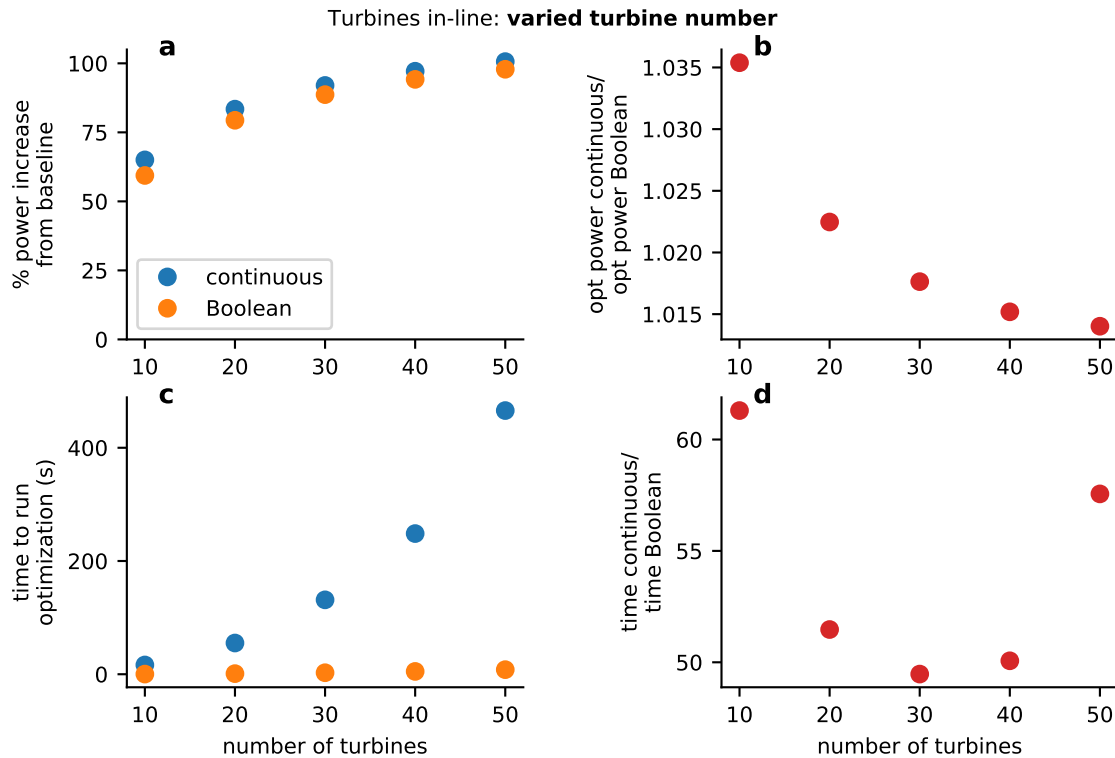 Turbines in-line: varied turbine number
a
% power increase
from baseline
100
75
50
25
0
continuous
Boolean
10 20 30 40 50
b
opt power continuous/
opt power Boolean
1.035
1.030
1.025
1.020
1.015
10 20 30 40 50
c
time to run
optimization (s)
400
200
0
10 20 30 40 50
number of turbines
d
time continuous/
time Boolean
60
55
50
10 20 30 40 50
number of turbines